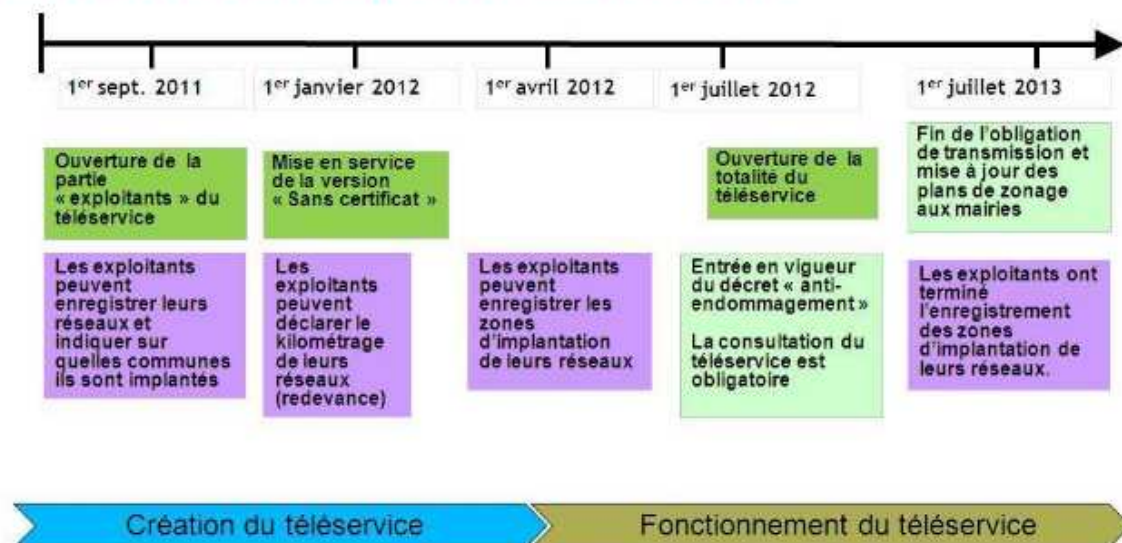 1er sept. 2011
1er janvier 2012
1er avril 2012
1er juillet 2012
1er juillet 2013
Ouverture de la
partie
« exploitants » du
téléservice
Mise en service
de la version
« Sans certificat »
Ouverture de la
totalité du
téléservice
Fin de l'obligation
de transmission et
mise à jour des
plans de zonage
aux mairies
Les exploitants
peuvent
enregistrer leurs
réseaux et
indiquer sur
quelles communes
ils sont implantés
Les
exploitants
peuvent
déclarer le
kilométrage
de leurs
réseaux
(redevance)
Les exploitants
peuvent
enregistrer les
zones
d'implantation
de leurs réseaux
Entrée en vigueur
du décret « anti-
endommagement »
La consultation du
téléservice est
obligatoire
Les exploitants ont
terminé
l'enregistrement
des zones
d'implantation de
leurs réseaux.
Création du téléservice
Fonctionnement du téléservice